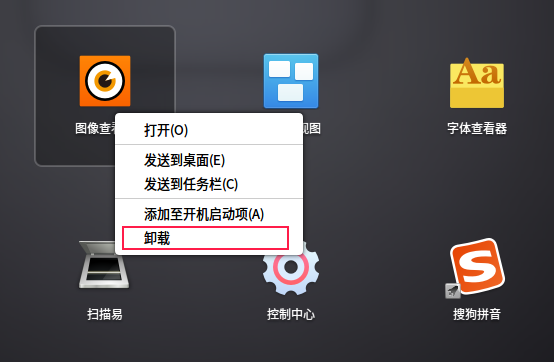 Aa
图像查
视图
字体查看器
打开(O)
发送到桌面(E)
发送到任务栏(C)
添加至开机启动项(A)
卸载
S
扫描易
控制中心
搜狗拼音